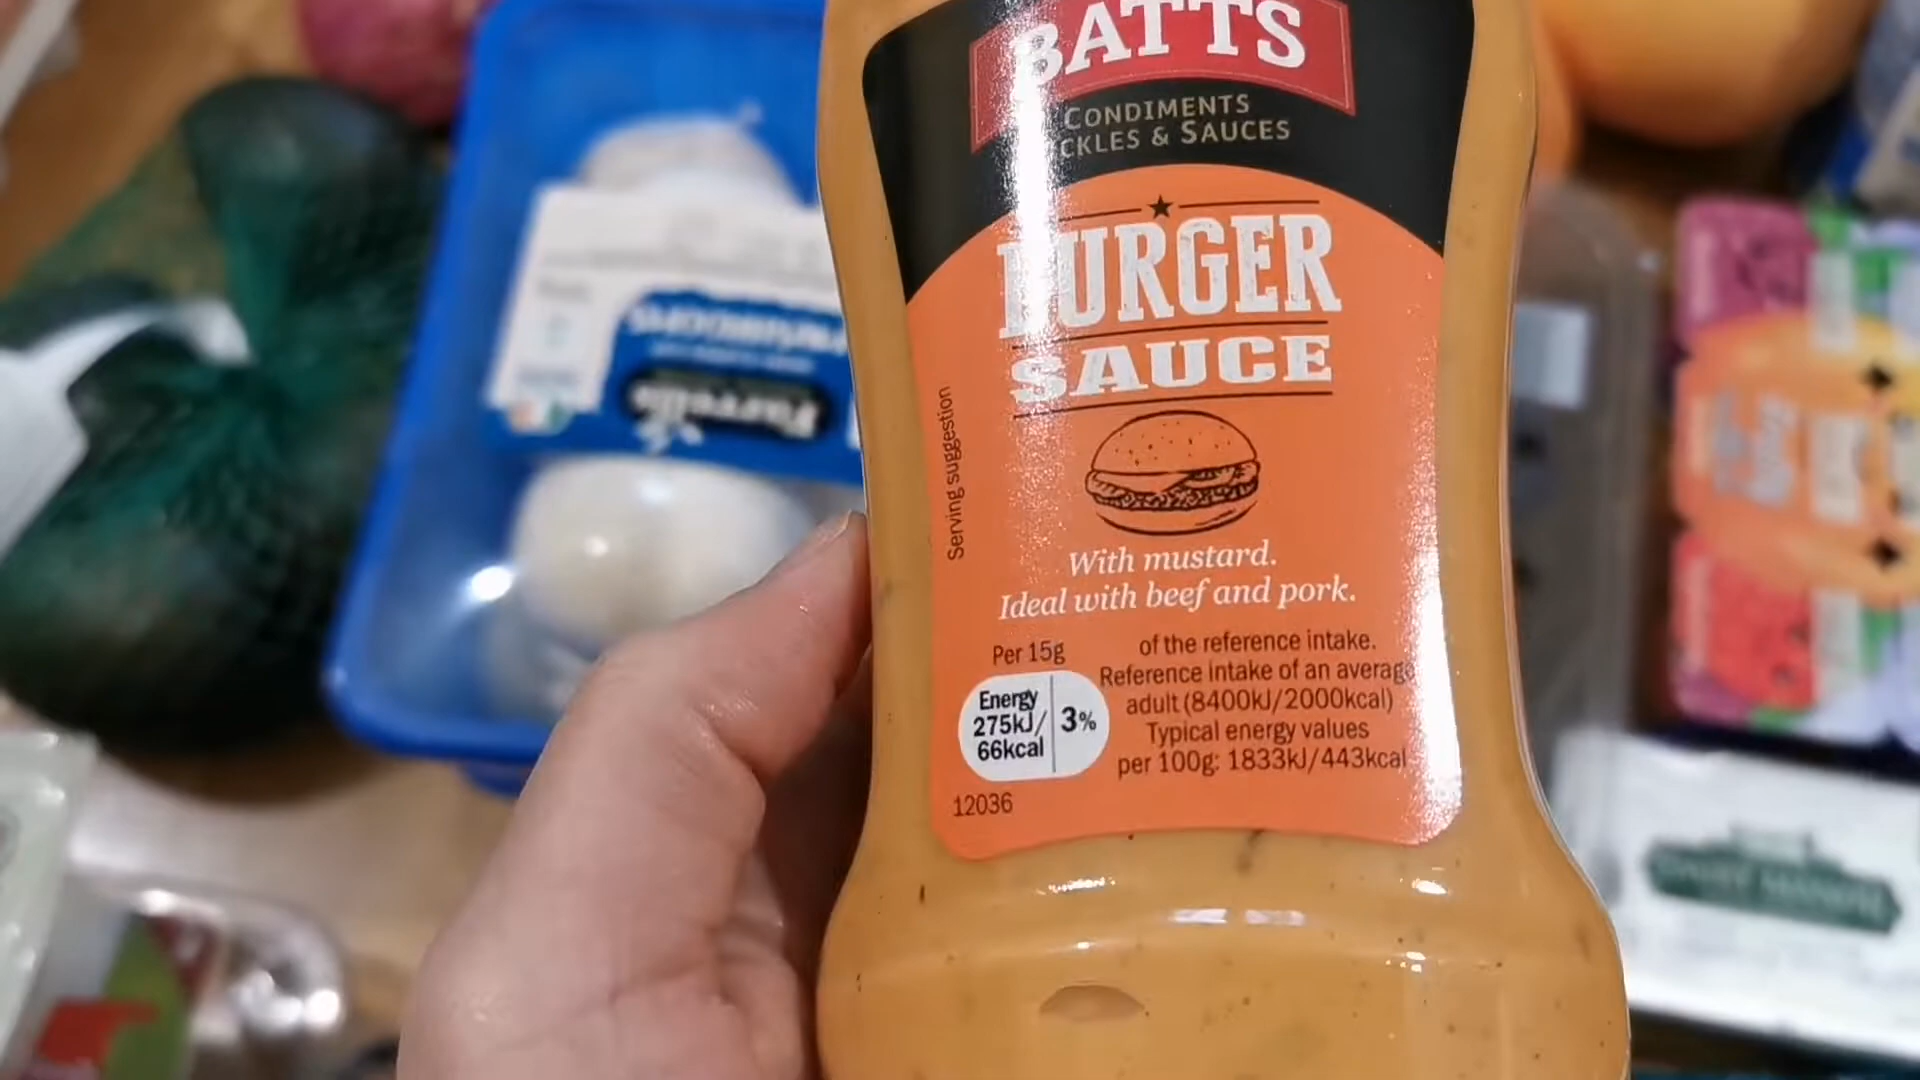 BATTS
CONDIMENTS
CKLES & SAUCES
BURGER
SAUCE
Serving suggestion
With mustard.
Ideal with beef and pork.
Per 15g
Energy
275kJ/
66kcal
3%
of the reference intake.
Reference intake of an average
adult (8400kJ/2000kcal)
Typical energy values
per 100g: 1833kJ/443kcal
12036